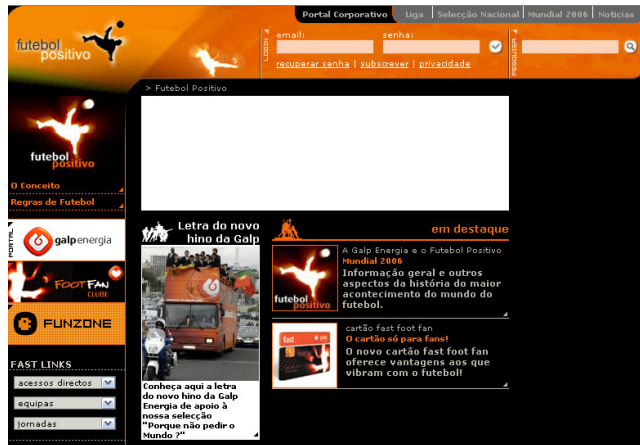 futebol
positivo
Portal Corporativo
Liga
Selecção Nacional
Mundial 2006
Noticias
LOGIN
email:
senha:
recuperar senha | subscrever | privacidade
PESQUISA
> Futebol Positivo
futebol
positivo
O Conceito
Regras de Futebol
PORTAL
galpenergia
FOOTFAN
CLUBE
FUNZONE
FAST LINKS
acessos directos
equipas
jornadas
Letra do novo
hino da Galp
Conheça aqui a letra
do novo hino da Galp
Energia de apoio à
nossa selecção
"Porque não pedir o
Mundo ?"
em destaque
futebol
positivo
A Galp Energia e o Futebol Positivo
Mundial 2006
Informação geral e outros
aspectos da história do maior
acontecimento do mundo do
futebol.
fast
cartão fast foot fan
O cartão só para fans!
O novo cartão fast foot fan
oferece vantagens aos que
vibram com o futebol!